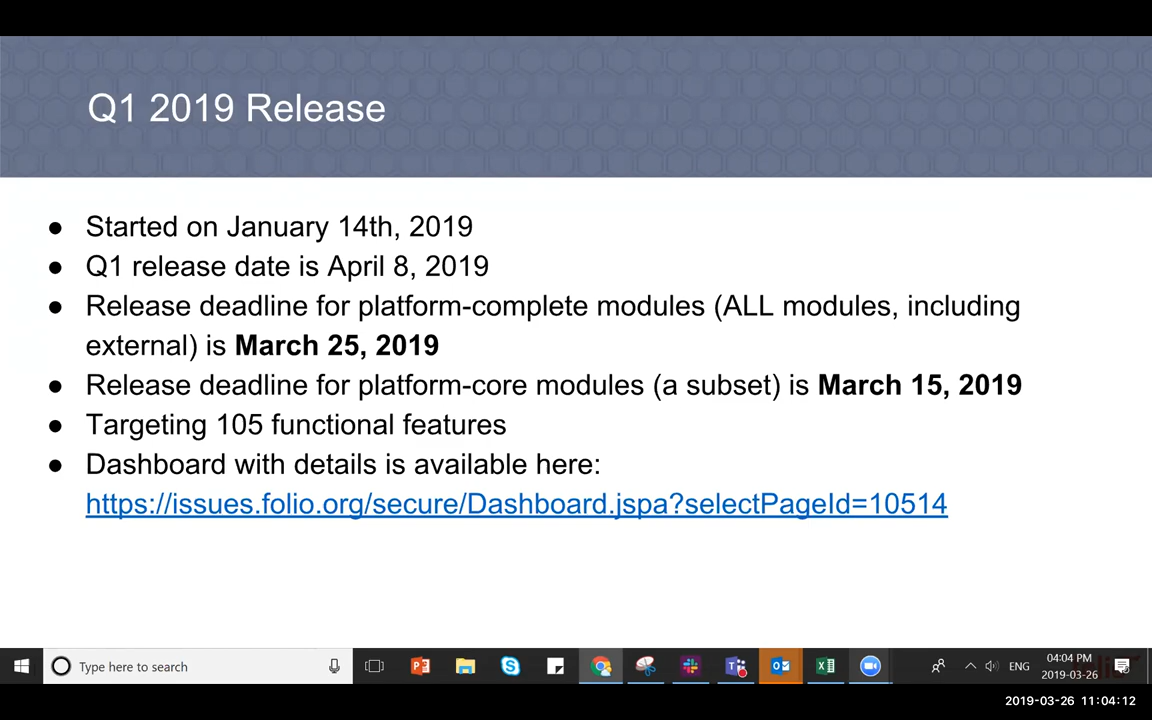 Q1 2019 Release
● Started on January 14th, 2019
● Q1 release date is April 8, 2019
● Release deadline for platform-complete modules (ALL modules, including
external) is March 25, 2019
● Release deadline for platform-core modules (a subset) is March 15, 2019
● Targeting 105 functional features
● Dashboard with details is available here:
https://issues.folio.org/secure/Dashboard.jspa?selectPageId=10514
Type here to search
ENG
04:04 PM
2019-03-26
2019-03-26 11:04:12